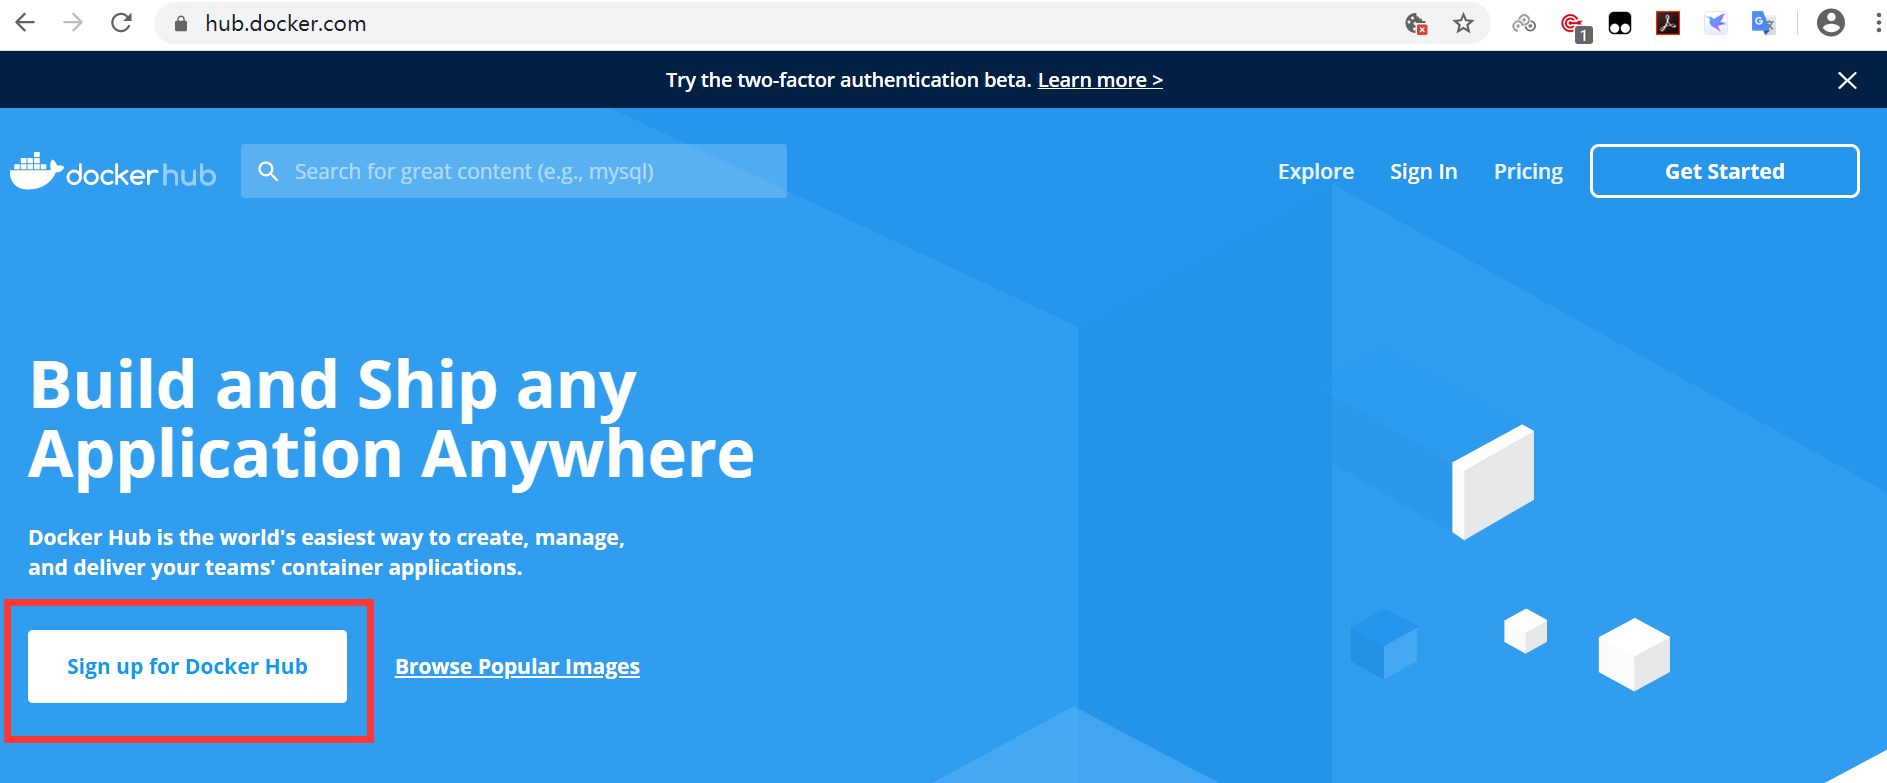 hub.docker.com
1
G 文
Try the two-factor authentication beta. Learn more >
docker hub
Search for great content (e.g., mysql)
Explore
Sign In
Pricing
Get Started
Build and Ship any
Application Anywhere
Docker Hub is the world's easiest way to create, manage,
and deliver your teams' container applications.
Sign up for Docker Hub
Browse Popular Images